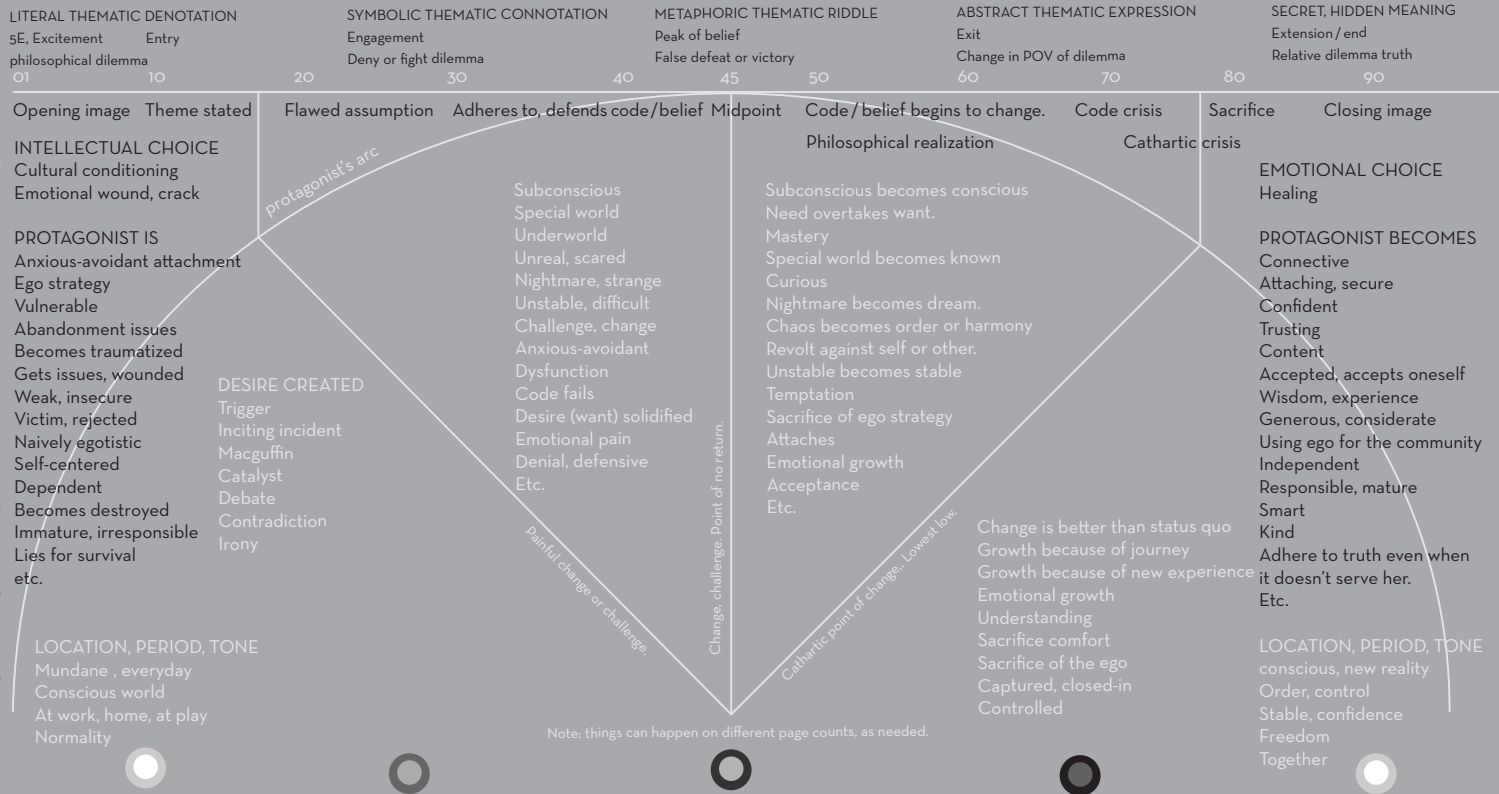 LITERAL THEMATIC DENOTATION
5E, Excitement Entry
philosophical dilemma
SYMBOLIC THEMATIC CONNOTATION
Engagement
Deny or fight dilemma
METAPHORIC THEMATIC RIDDLE
Peak of belief
False defeat or victory
ABSTRACT THEMATIC EXPRESSION
Exit
Change in POV of dilemma
SECRET, HIDDEN MEANING
Extension / end
Relative dilemma truth
01 10 20 30 40 45 50 60 70 80 90
Opening image Theme stated Flawed assumption Adheres to, defends code / belief Midpoint Code / belief begins to change. Code crisis Sacrifice Closing image
Philosophical realization Cathartic crisis
INTELLECTUAL CHOICE
Cultural conditioning
Emotional wound, crack
PROTAGONIST IS
Anxious-avoidant attachment
Ego strategy
Vulnerable
Abandonment issues
Becomes traumatized
Gets issues, wounded
Weak, insecure
Victim, rejected
Naively egotistic
Self-centered
Dependent
Becomes destroyed
Immature, irresponsible
Lies for survival
etc.
LOCATION, PERIOD, TONE
Mundane , everyday
Conscious world
At work, home, at play
Normality
protagonist's arc
DESIRE CREATED
Trigger
Inciting incident
Macguffin
Catalyst
Debate
Contradiction
Irony
Subconscious
Special world
Underworld
Unreal, scared
Nightmare, strange
Unstable, difficult
Challenge, change
Anxious-avoidant
Dysfunction
Code fails
Desire (want) solidified
Emotional pain
Denial, defensive
Etc.
Painful change or challenge.
Change, challenge. Point of no return.
Subconscious becomes conscious
Need overtakes want.
Mastery
Special world becomes known
Curious
Nightmare becomes dream.
Chaos becomes order or harmony
Revolt against self or other.
Unstable becomes stable
Temptation
Sacrifice of ego strategy
Attaches
Emotional growth
Acceptance
Etc.
Cathartic point of change,. Lowest low.
Change is better than status quo
Growth because of journey
Growth because of new experience
Emotional growth
Understanding
Sacrifice comfort
Sacrifice of the ego
Captured, closed-in
Controlled
EMOTIONAL CHOICE
Healing
PROTAGONIST BECOMES
Connective
Attaching, secure
Confident
Trusting
Content
Accepted, accepts oneself
Wisdom, experience
Generous, considerate
Using ego for the community
Independent
Responsible, mature
Smart
Kind
Adhere to truth even when
it doesn't serve her.
Etc.
LOCATION, PERIOD, TONE
conscious, new reality
Order, control
Stable, confidence
Freedom
Together
Note: things can happen on different page counts, as needed.